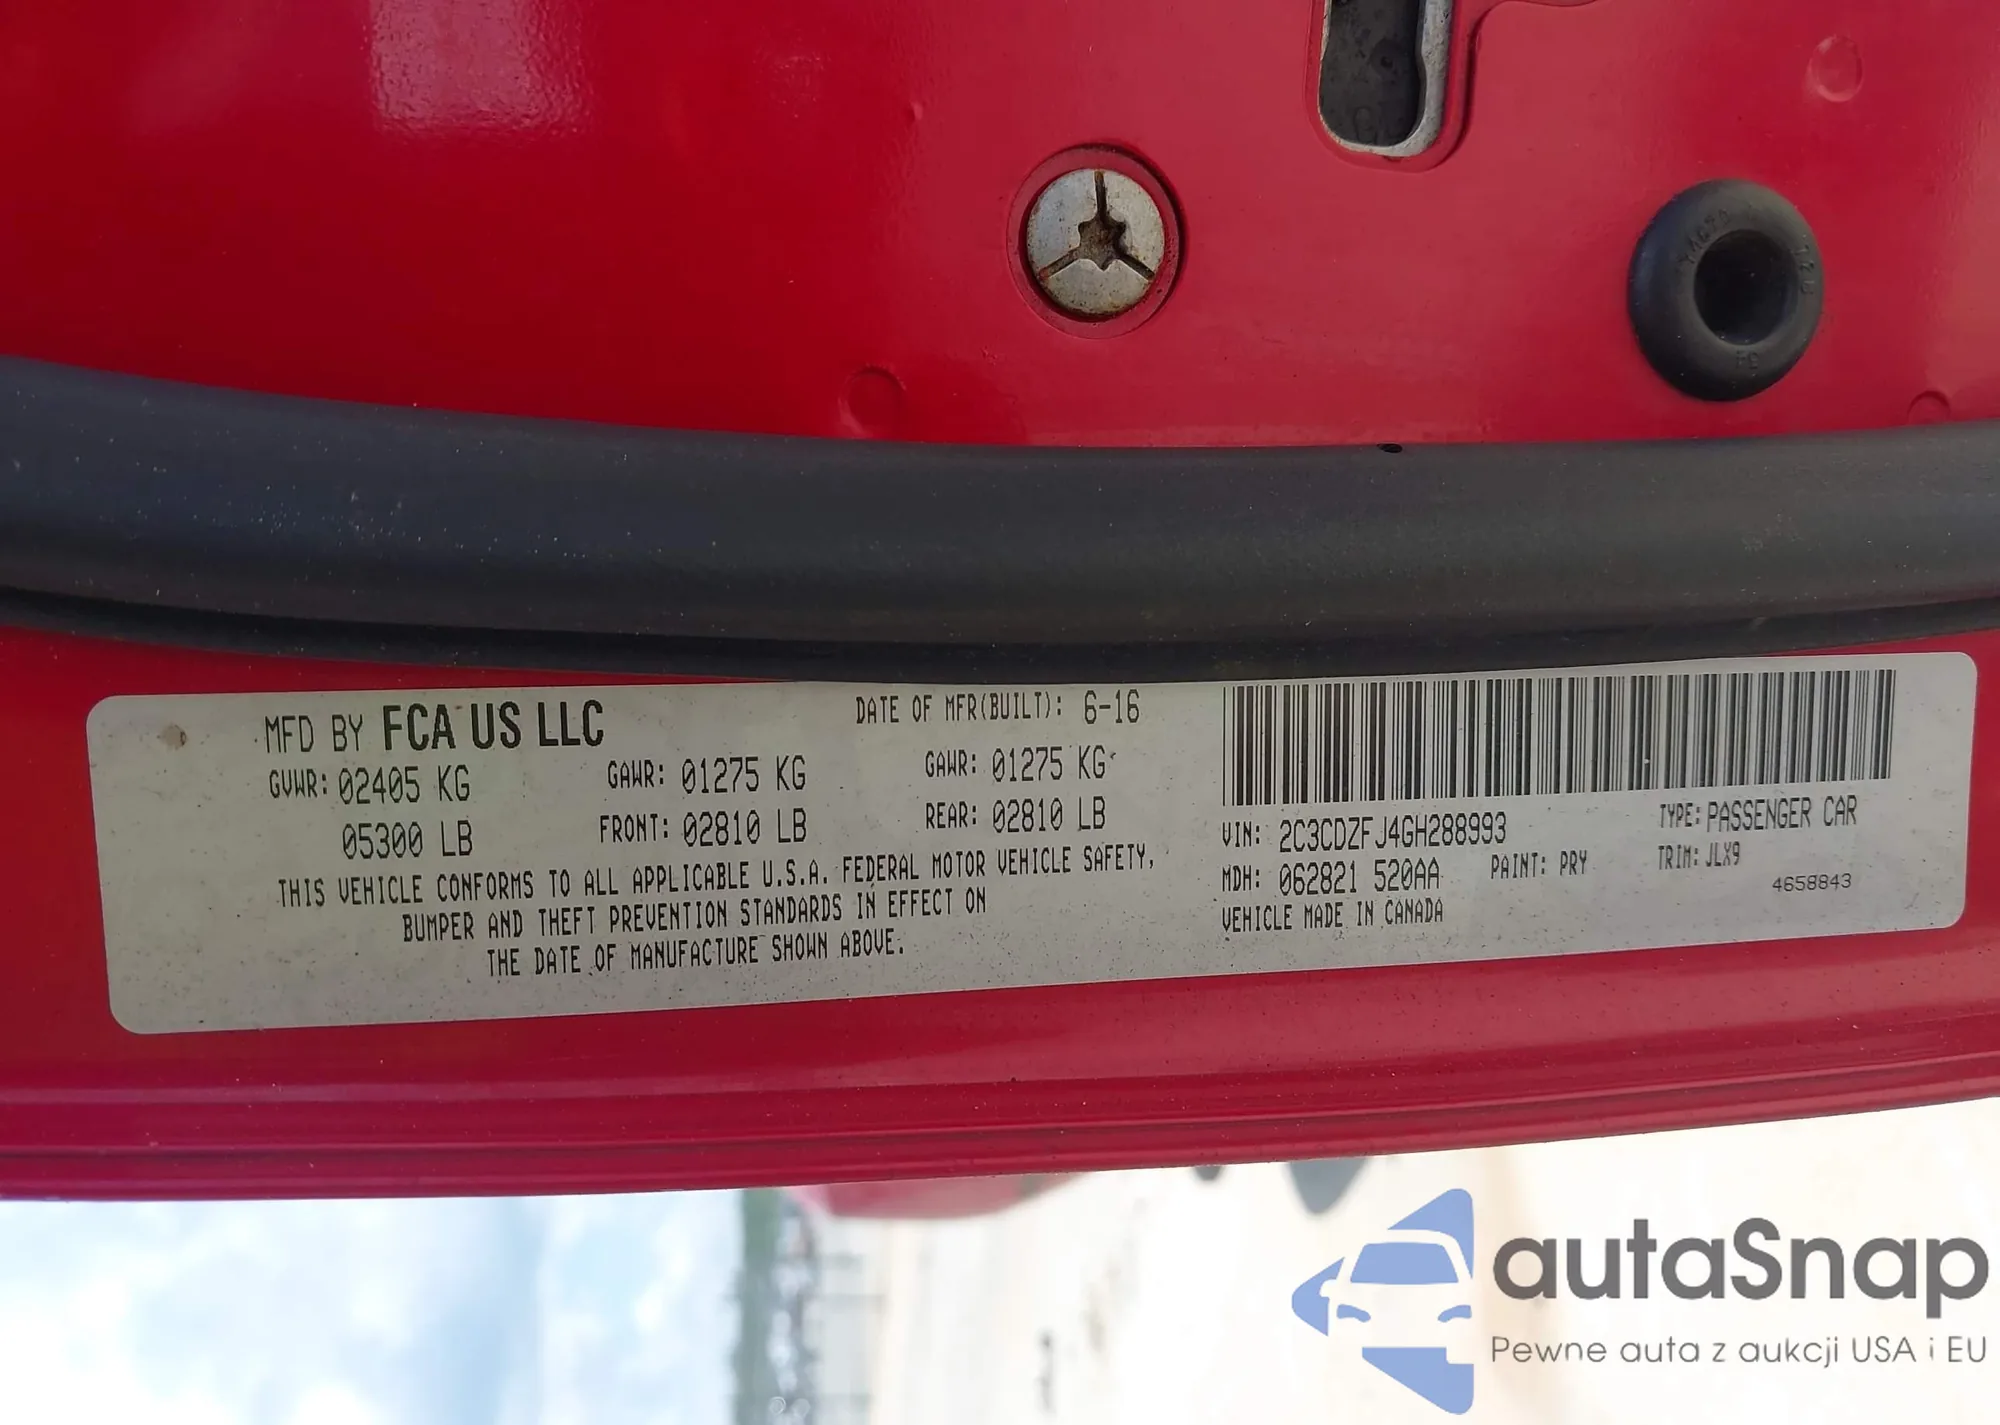 MFD BY FCA US LLC
DATE OF MFR(BUILT): 6-16
GVWR: 02405 KG
GAWR: 01275 KG
GAWR: 01275 KG
05300 LB
FRONT: 02810 LB
REAR: 02810 LB
THIS VEHICLE CONFORMS TO ALL APPLICABLE U.S.A. FEDERAL MOTOR VEHICLE SAFETY,
BUMPER AND THEFT PREVENTION STANDARDS IN EFFECT ON
THE DATE OF MANUFACTURE SHOWN ABOVE.
VIN: 2C3CDZFJ4GH288993
TYPE: PASSENGER CAR
MDH: 062821 520AA
PAINT: PRY
TRIM: JLX9
4658843
VEHICLE MADE IN CANADA
autaSnap
Pewne auta z aukcji USA i EU